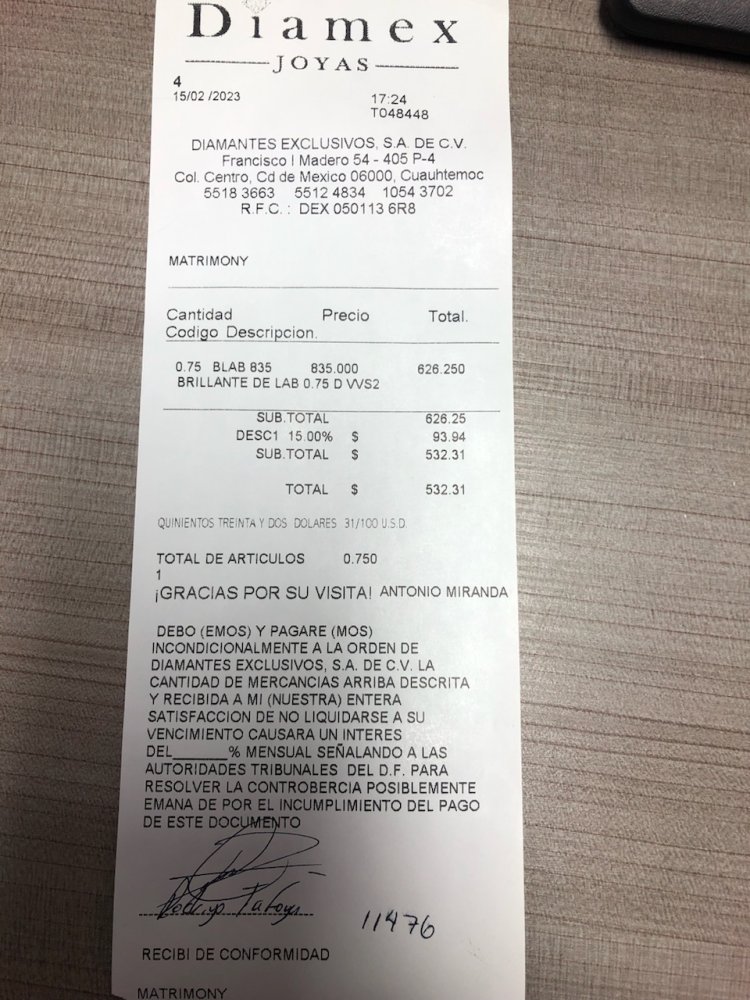 Diamex
JOYAS
4
15/02 /2023
17:24
T048448
DIAMANTES EXCLUSIVOS, S.A. DE C.V.
Francisco I Madero 54 - 405 P-4
Col. Centro, Cd de Mexico 06000, Cuauhtemoc
5518 3663 5512 4834 1054 3702
R.F.C. : DEX 050113 6R8
MATRIMONY
Cantidad Precio Total.
Codigo Descripcion.
0.75 BLAB 835 835.000 626.250
BRILLANTE DE LAB 0.75 D VVS2
SUB.TOTAL 626.25
DESC1 15.00% $ 93.94
SUB.TOTAL $ 532.31
TOTAL $ 532.31
QUINIENTOS TREINTA Y DOS DOLARES 31/100 U.S.D.
TOTAL DE ARTICULOS 0.750
1
¡GRACIAS POR SU VISITA! ANTONIO MIRANDA
DEBO (EMOS) Y PAGARE (MOS)
INCONDICIONALMENTE A LA ORDEN DE
DIAMANTES EXCLUSIVOS, S.A. DE C.V. LA
CANTIDAD DE MERCANCIAS ARRIBA DESCRITA
Y RECIBIDA A MI (NUESTRA) ENTERA
SATISFACCION DE NO LIQUIDARSE A SU
VENCIMIENTO CAUSARA UN INTERES
DEL______% MENSUAL SEÑALANDO A LAS
AUTORIDADES TRIBUNALES DEL D.F. PARA
RESOLVER LA CONTROBERCIA POSIBLEMENTE
EMANA DE POR EL INCUMPLIMIENTO DEL PAGO
DE ESTE DOCUMENTO
11476
RECIBI DE CONFORMIDAD
MATRIMONY